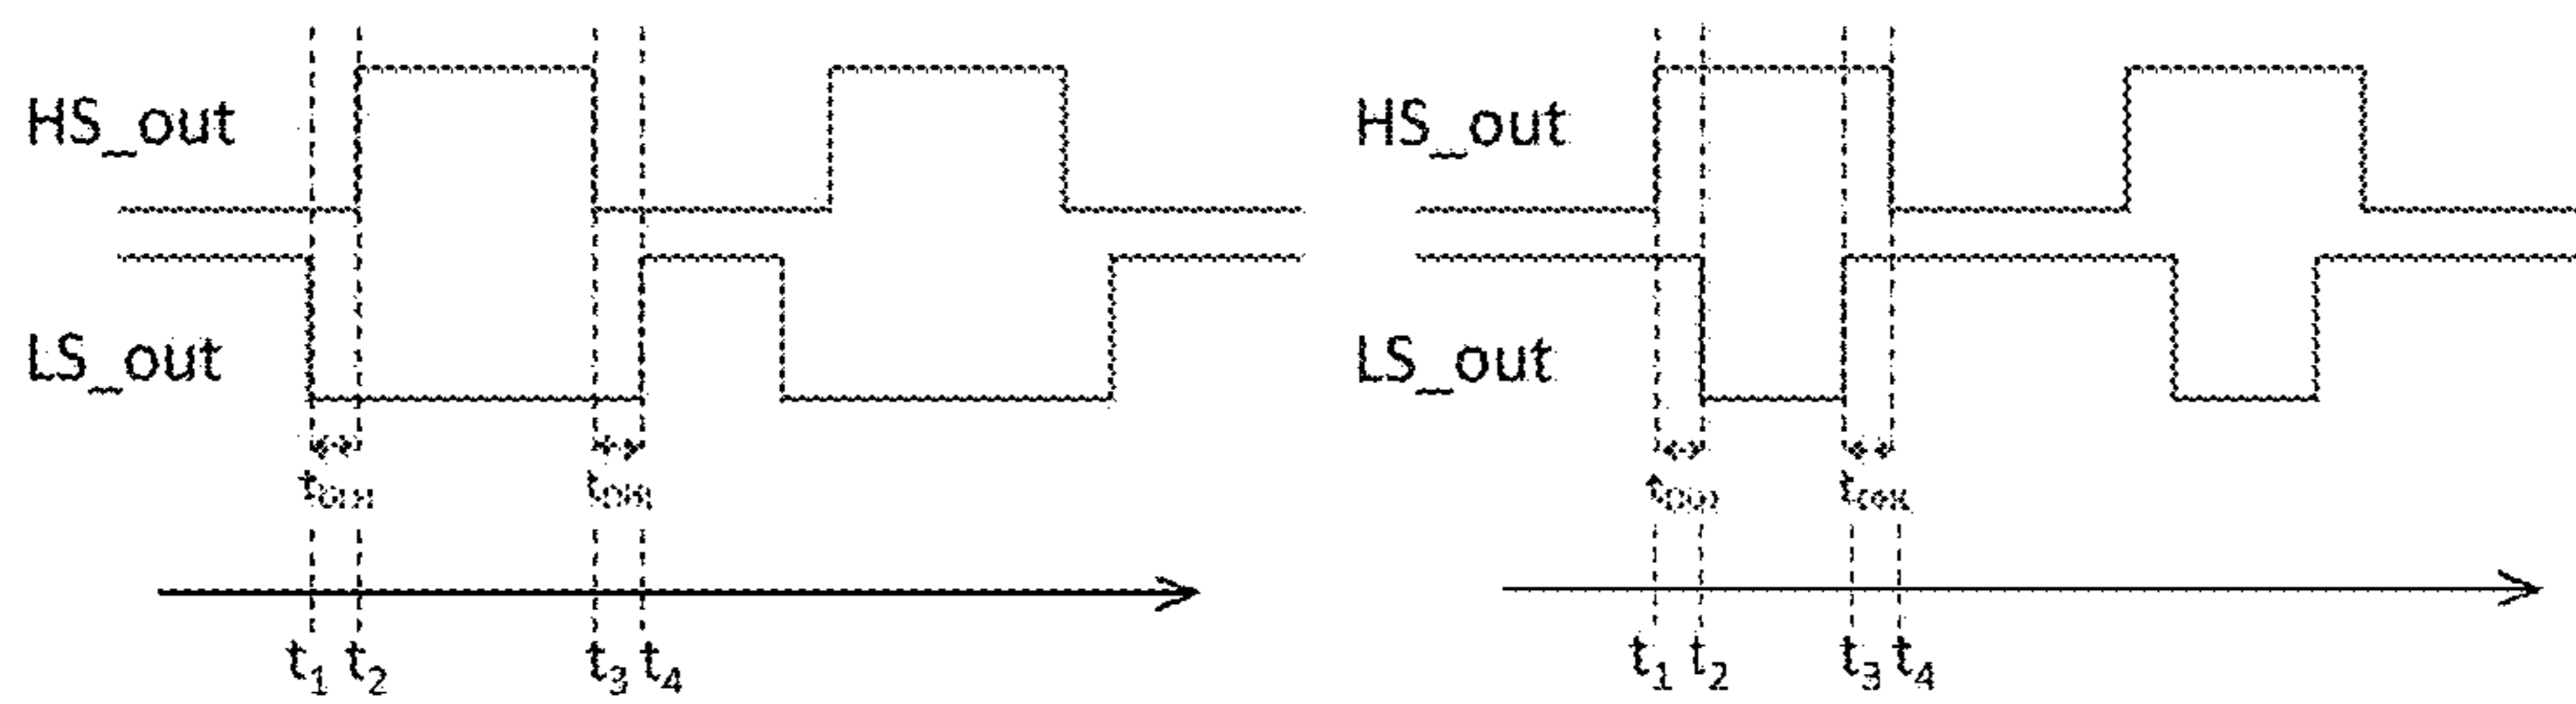 HS_out
LS_out
t₁ t₂ t₃ t₄
HS_out
LS_out
t₁ t₂ t₃ t₄